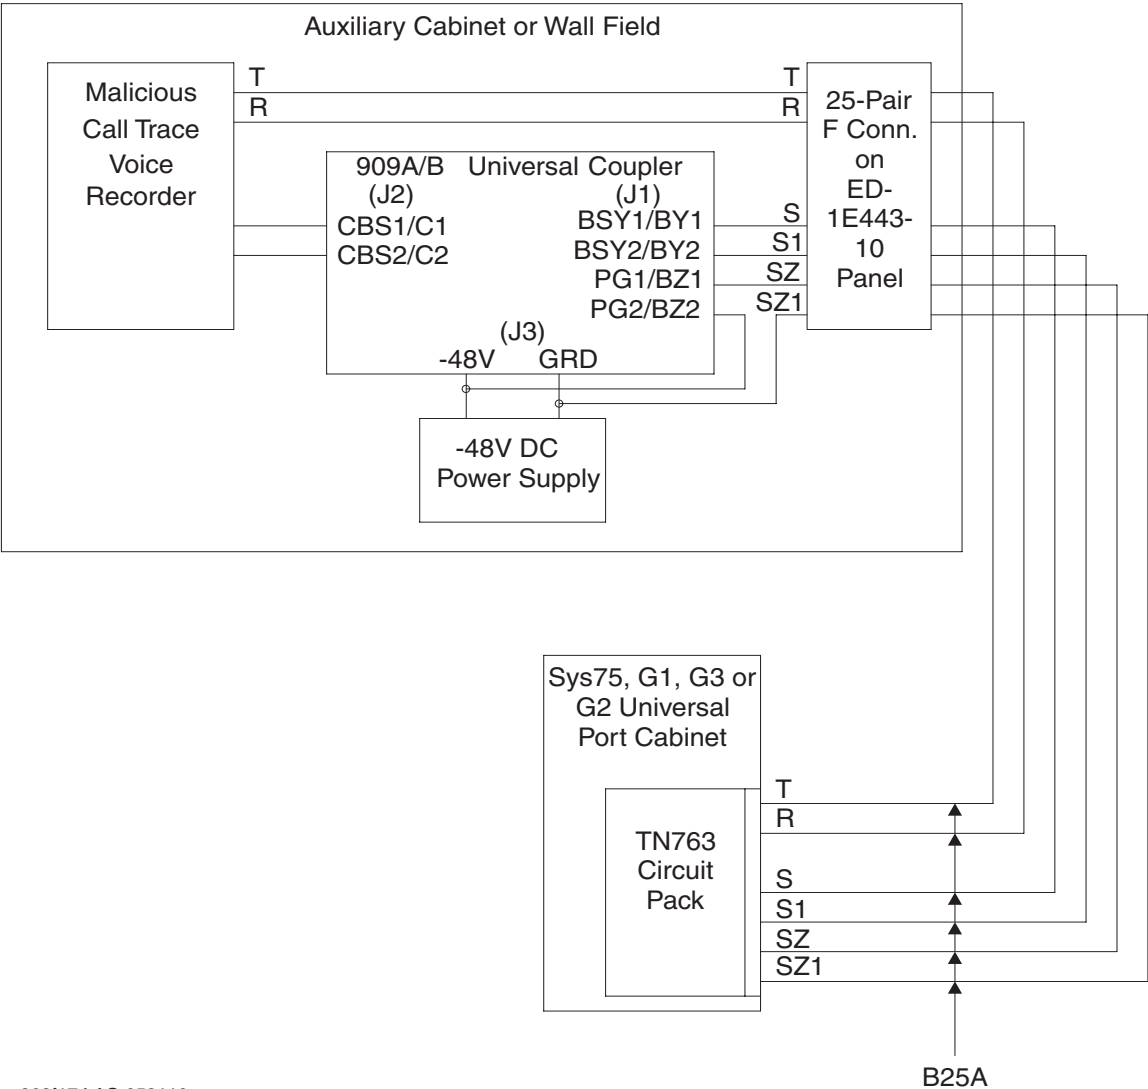 Auxiliary Cabinet or Wall Field
Malicious
Call Trace
Voice
Recorder
T
R
T
R
25-Pair
F Conn.
on
ED-
1E443-
10
Panel
909A/B Universal Coupler
(J2)
(J1)
CBS1/C1
CBS2/C2
BSY1/BY1
BSY2/BY2
PG1/BZ1
PG2/BZ2
S
S1
SZ
SZ1
(J3)
-48V
GRD
-48V DC
Power Supply
Sys75, G1, G3 or
G2 Universal
Port Cabinet
TN763
Circuit
Pack
T
R
S
S1
SZ
SZ1
B25A